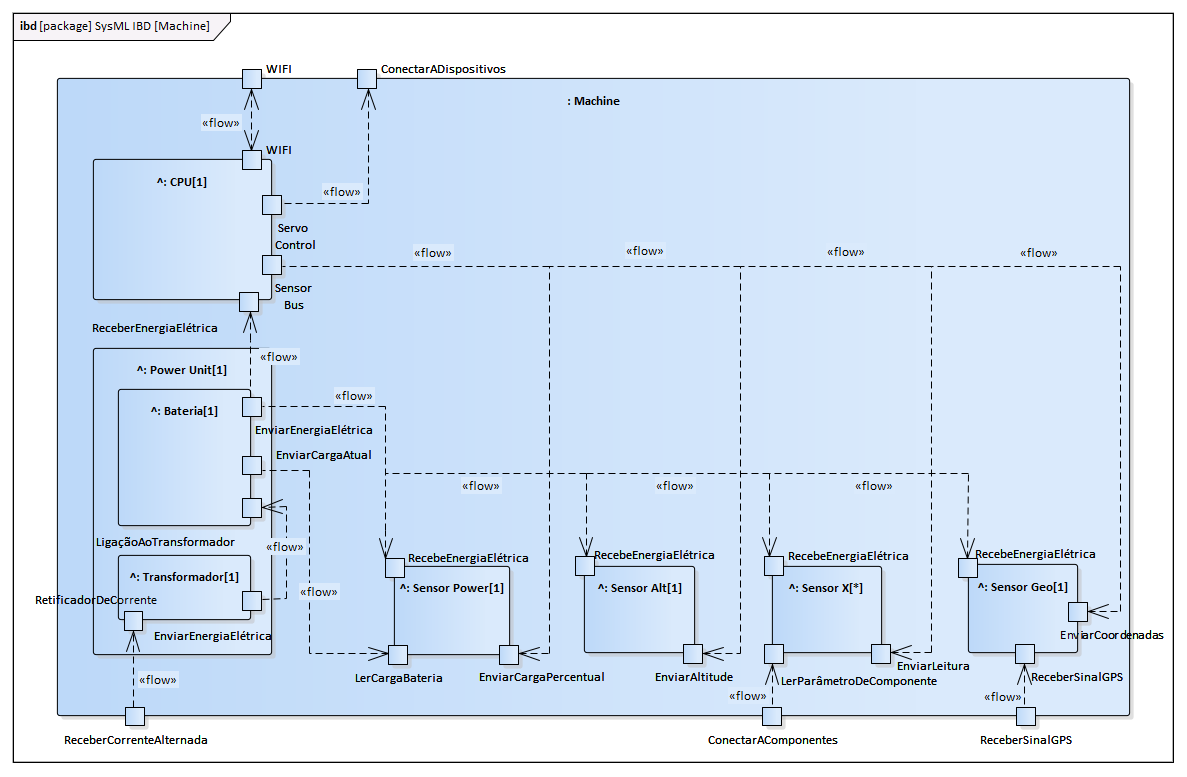 ibd [package] SysML IBD [Machine]
WIFI
ConectarADispositivos
: Machine
«flow»
WIFI
^: CPU[1]
«flow»
Servo
Control
«flow»
«flow»
«flow»
«flow»
Sensor
Bus
ReceberEnergiaElétrica
«flow»
^: Power Unit[1]
«flow»
^: Bateria[1]
EnviarEnergiaElétrica
EnviarCargaAtual
«flow»
«flow»
«flow»
LigaçãoAoTransformador
«flow»
RecebeEnergiaElétrica
RecebeEnergiaElétrica
RecebeEnergiaElétrica
RecebeEnergiaElétrica
^: Transformador[1]
^: Sensor Power[1]
^: Sensor Alt[1]
^: Sensor X[*]
^: Sensor Geo[1]
«flow»
RetificadorDeCorrente
EnviarEnergiaElétrica
EnviarCoordenadas
LerCargaBateria
EnviarCargaPercentual
EnviarAltitude
EnviarLeitura
LerParâmetroDeComponente
ReceberSinalGPS
«flow»
«flow»
«flow»
ReceberCorrenteAlternada
ConectarAComponentes
ReceberSinalGPS